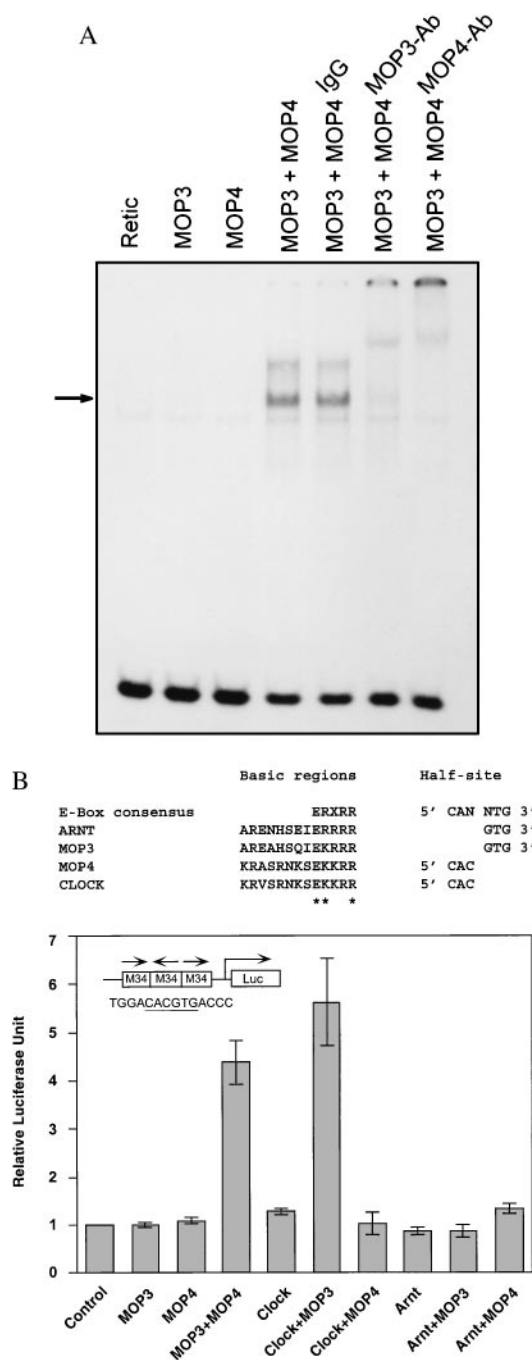 A
Retic
MOP3
MOP4
MOP3 + MOP4
MOP3 + MOP4 IgG
MOP3 + MOP4 MOP3-Ab
MOP3 + MOP4 MOP4-Ab
B
Basic regions Half-site
E-Box consensus ERXRR 5' CAN NTG 3'
ARNT ARENHSEIERRRR GTG 3'
MOP3 AREAHSQIEKRRR GTG 3'
MOP4 KRASRNKSEKKRR 5' CAC
CLOCK KRVSRNKSEKKRR 5' CAC
** *
Relative Luciferase Unit
7
6
5
4
3
2
1
0
M34 M34 M34 Luc
TGGACACGTGACCC
Control
MOP3
MOP4
MOP3+MOP4
Clock
Clock+MOP3
Clock+MOP4
Arnt
Arnt+MOP3
Arnt+MOP4